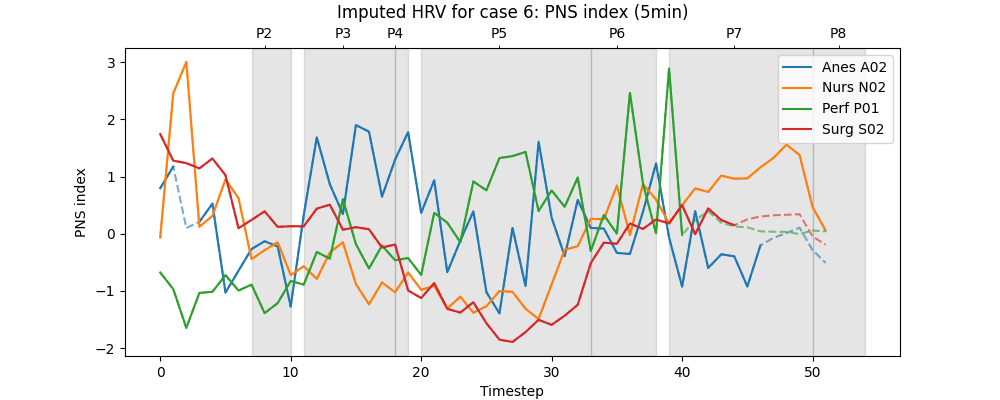 Imputed HRV for case 6: PNS index (5min)
P2 P3 P4 P5 P6 P7 P8
3
2
1
0
−1
−2
PNS index
Anes A02
Nurs N02
Perf P01
Surg S02
0 10 20 30 40 50
Timestep